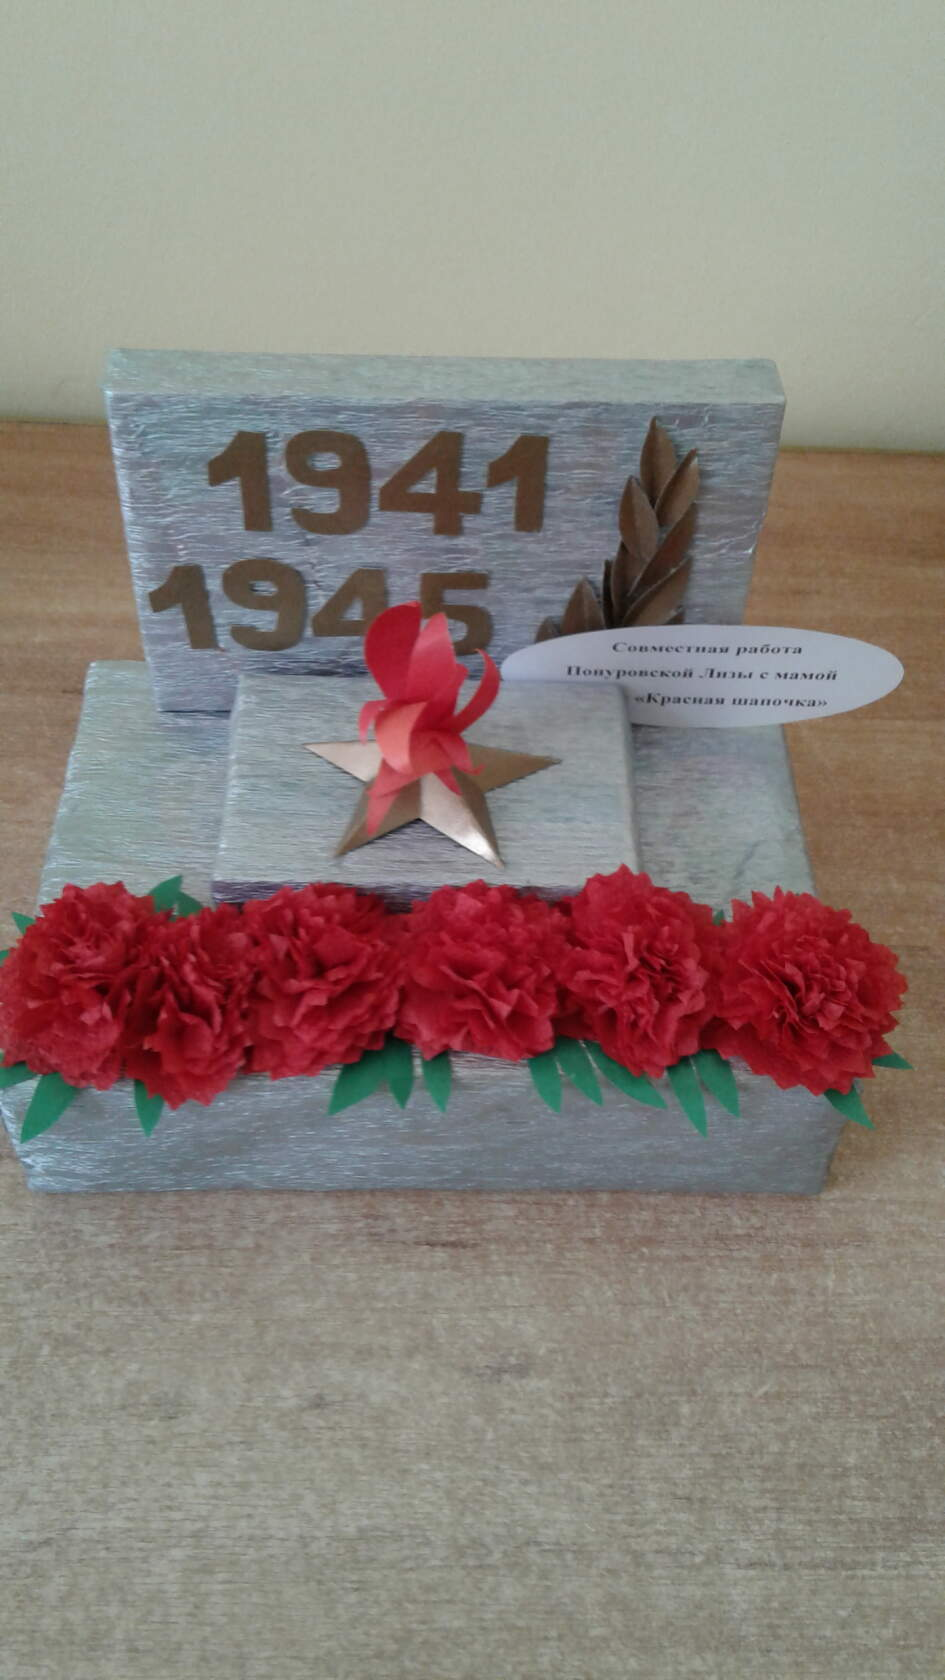 1941
1945
Совместная работа
Попуровской Лизы с мамой
«Красная шапочка»